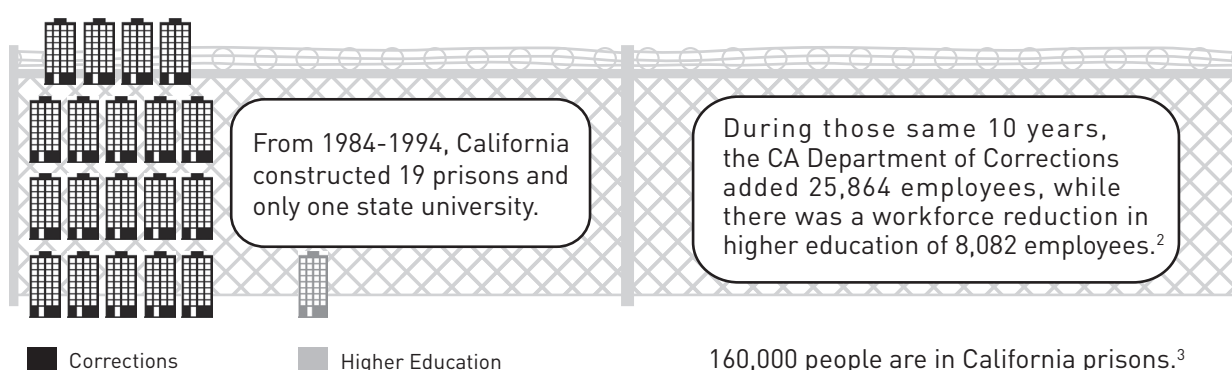 From 1984-1994, California
constructed 19 prisons and
only one state university.
During those same 10 years,
the CA Department of Corrections
added 25,864 employees, while
there was a workforce reduction in
higher education of 8,082 employees.2
Corrections
Higher Education
160,000 people are in California prisons.3